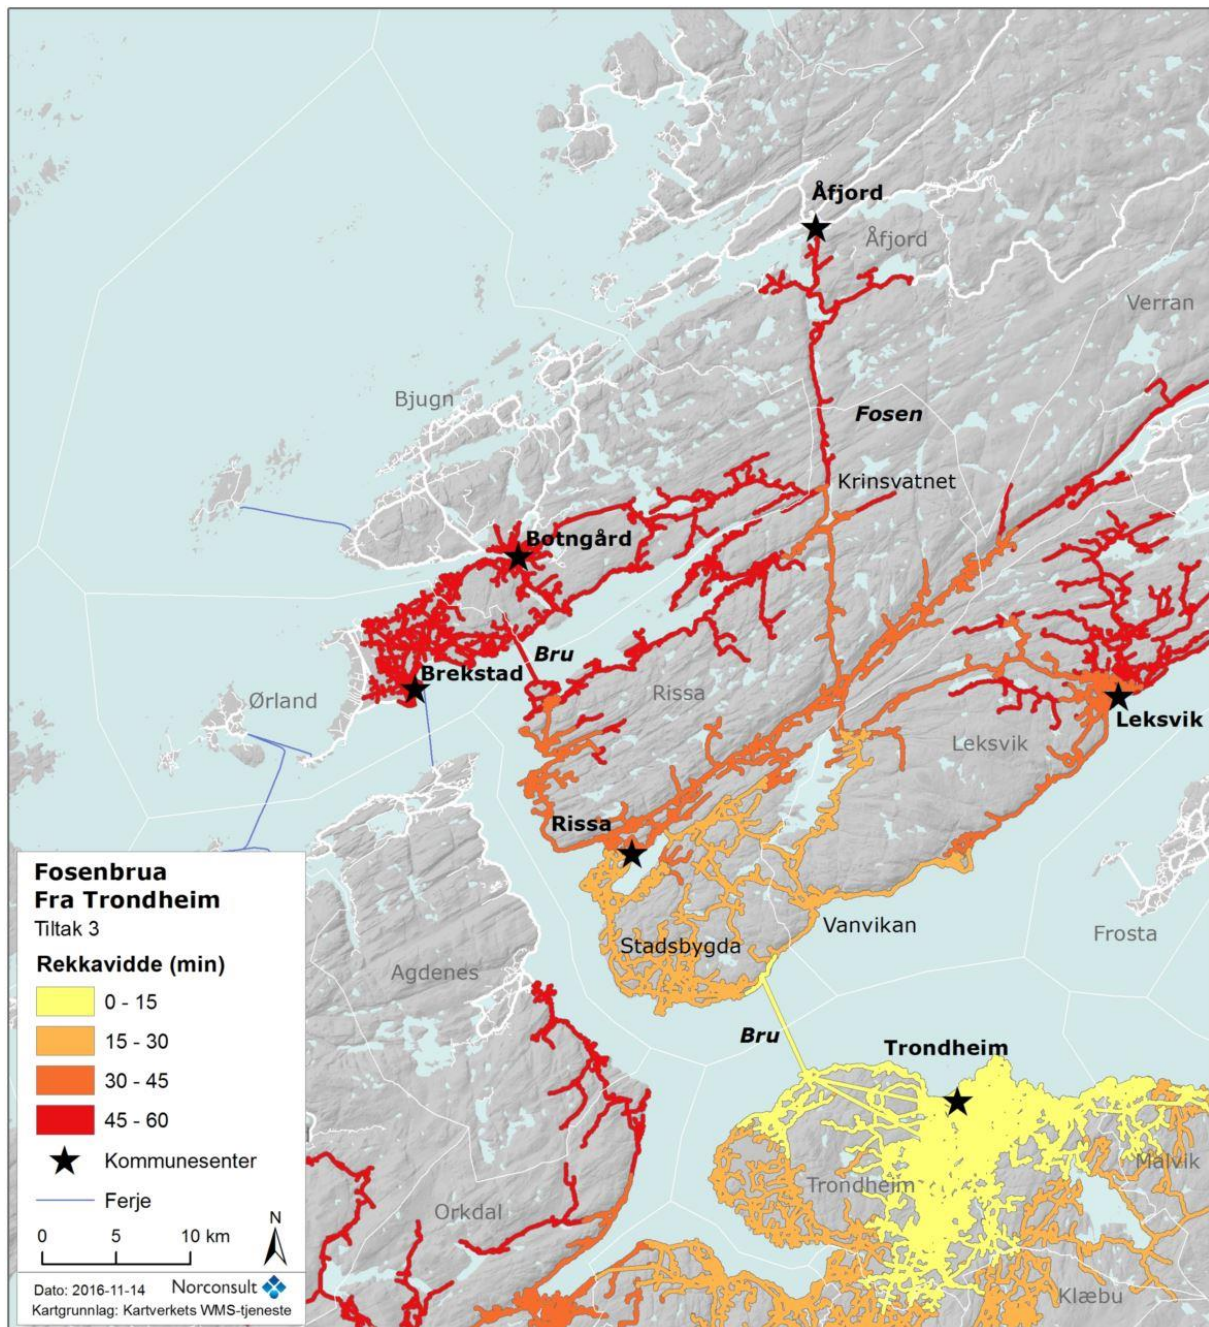 Åfjord
Åfjord
Verran
Bjugn
Fosen
Krinsvatnet
Botngård
Bru
Brekstad
Ørland
Rissa
Leksvik
Leksvik
Rissa
Vanvikan
Stadsbygda
Frosta
Agdenes
Bru
Trondheim
Malvik
Trondheim
Orkdal
Klæbu
Fosenbrua
Fra Trondheim
Tiltak 3
Rekkavidde (min)
0 - 15
15 - 30
30 - 45
45 - 60
Kommunesenter
Ferje
N
0 5 10 km
Dato: 2016-11-14 Norconsult
Kartgrunnlag: Kartverkets WMS-tjeneste